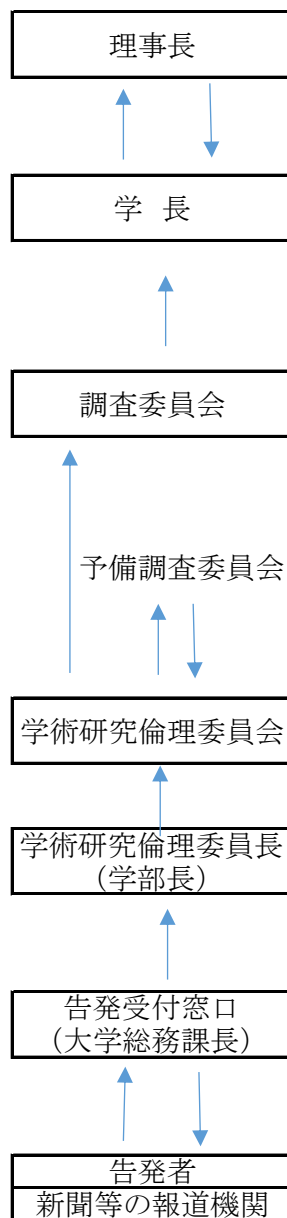 理事長
学 長
調査委員会
予備調査委員会
学術研究倫理委員会
学術研究倫理委員長
(学部長)
告発受付窓口
(大学総務課長)
告発者
新聞等の報道機関